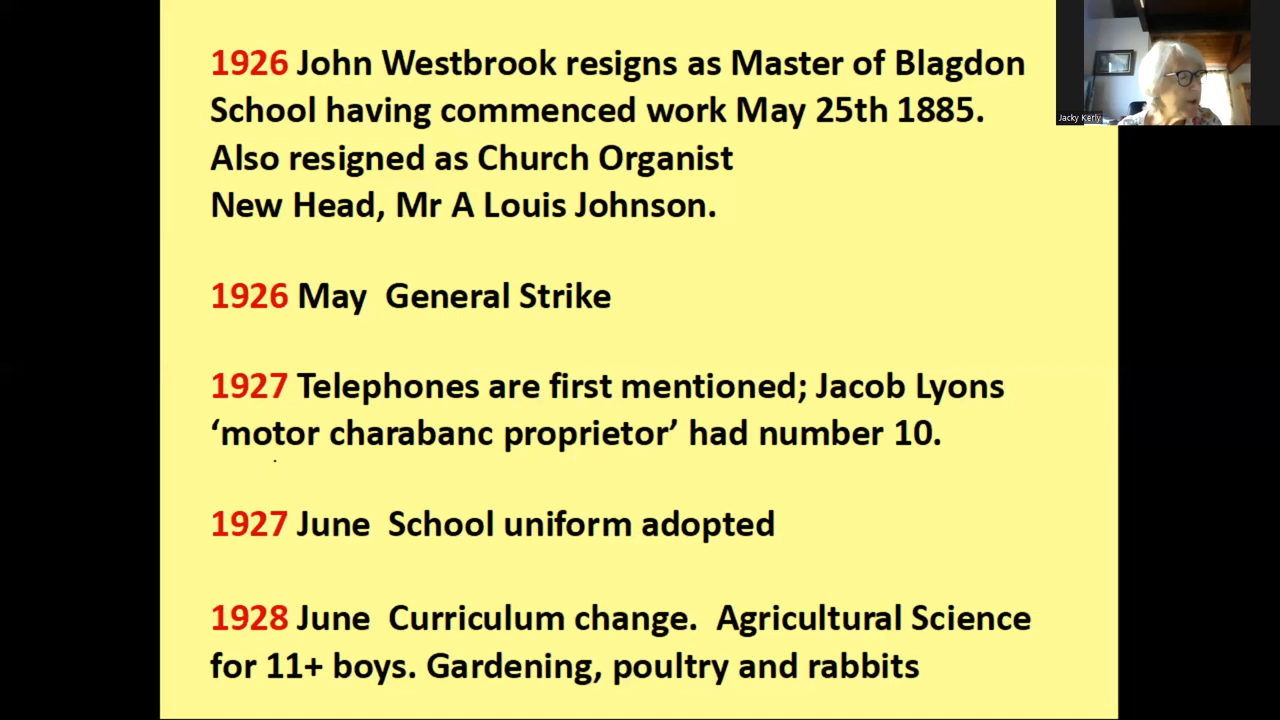 1926 John Westbrook resigns as Master of Blagdon
School having commenced work May 25th 1885.
Also resigned as Church Organist
New Head, Mr A Louis Johnson.
1926 May  General Strike
1927 Telephones are first mentioned; Jacob Lyons
‘motor charabanc proprietor’ had number 10.
1927 June  School uniform adopted
1928 June  Curriculum change.  Agricultural Science
for 11+ boys. Gardening, poultry and rabbits
Jacky Kerly